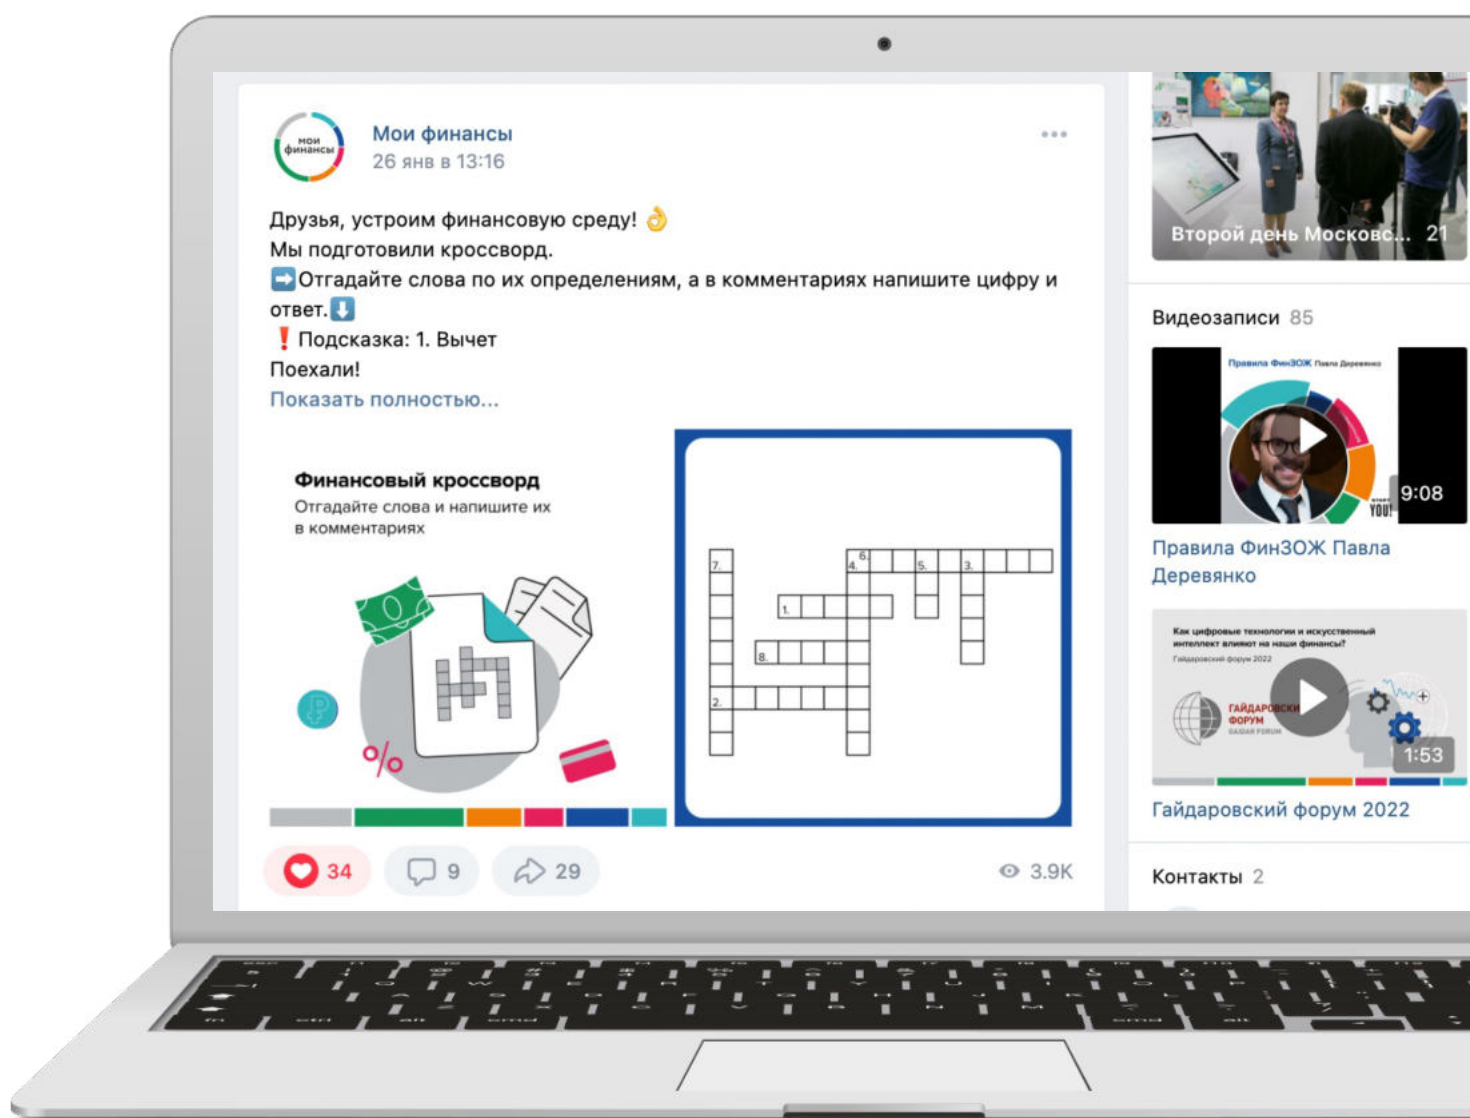 мои
финансы
Мои финансы
26 янв в 13:16
Друзья, устроим финансовую среду! 👌
Мы подготовили кроссворд.
➡Отгадайте слова по их определениям, а в комментариях напишите цифру и
ответ.⬇
❗ Подсказка: 1. Вычет
Поехали!
Показать полностью...
Финансовый кроссворд
Отгадайте слова и напишите их
в комментариях
%
7.
6.
4.
5.
3.
1.
8.
2.
34
9
29
3.9K
Второй день Московс... 21
Видеозаписи 85
Правила ФинЗОЖ Павла Деревянко
YOU!
9:08
Правила ФинЗОЖ Павла
Деревянко
Как цифровые технологии и искусственный
интеллект влияют на наши финансы?
Гайдаровский форум 2022
ФОРУМ
GAIDAR FORUM
1:53
Гайдаровский форум 2022
Контакты 2